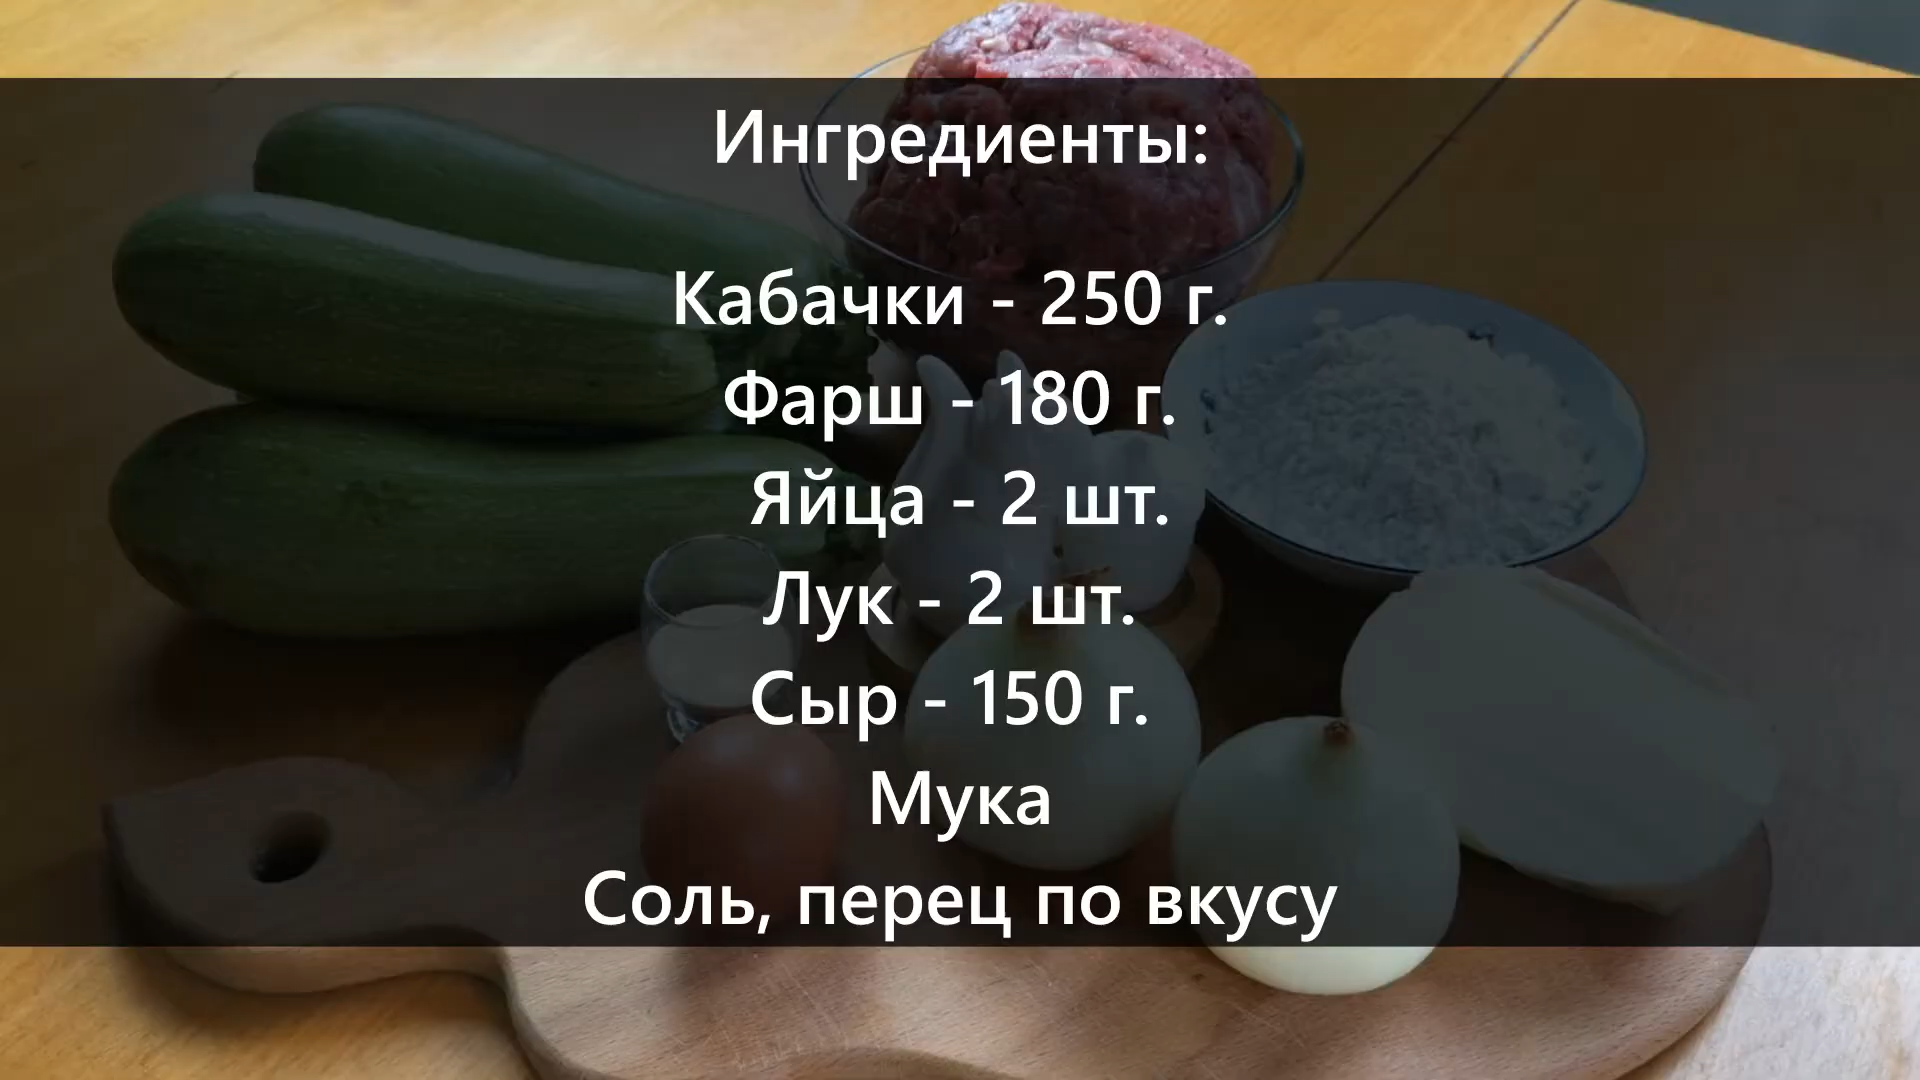 Ингредиенты:
Кабачки - 250 г.
Фарш - 180 г.
Яйца - 2 шт.
Лук - 2 шт.
Сыр - 150 г.
Мука
Соль, перец по вкусу